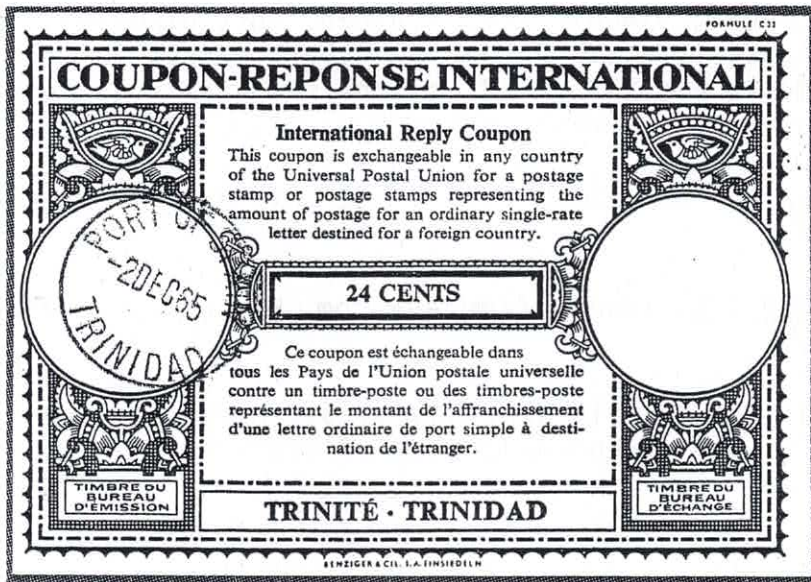 FORMULE C22
COUPON-REPONSE INTERNATIONAL
International Reply Coupon
This coupon is exchangeable in any country
of the Universal Postal Union for a postage
stamp or postage stamps representing the
amount of postage for an ordinary single-rate
letter destined for a foreign country.
PORT OF S
-2DEC65
TRINIDAD
24 CENTS
Ce coupon est échangeable dans
tous les Pays de l'Union postale universelle
contre un timbre-poste ou des timbres-poste
représentant le montant de l'affranchissement
d'une lettre ordinaire de port simple à desti-
nation de l'étranger.
TIMBRE DU
BUREAU
D'ÉMISSION
TRINITÉ · TRINIDAD
TIMBRE DU
BUREAU
D'ÉCHANGE
BENZIGER & CIE. S.A. EINSIEDELN